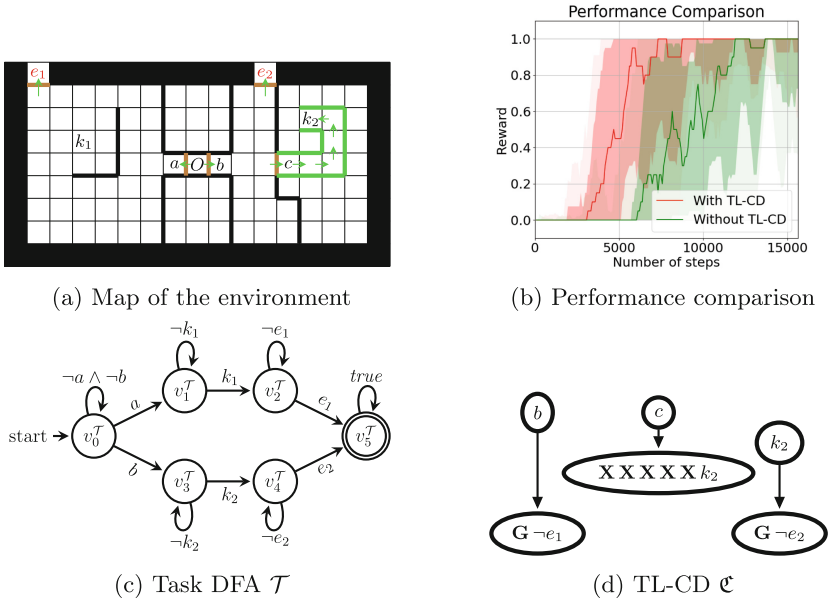 e₁
e₂
k₂
k₁
a O b
c
(a) Map of the environment
Performance Comparison
Reward
1.0
0.8
0.6
0.4
0.2
0.0
With TL-CD
Without TL-CD
0 5000 10000 15000
Number of steps
(b) Performance comparison
¬k₁ ¬e₁
¬a ∧ ¬b true
v₁ᵀ k₁ v₂ᵀ
a e₁
start v₀ᵀ v₅ᵀ
b e₂
v₃ᵀ k₂ v₄ᵀ
¬k₂ ¬e₂
(c) Task DFA 𝒯
b c
k₂
X X X X X k₂
G ¬e₁ G ¬e₂
(d) TL-CD ℭ